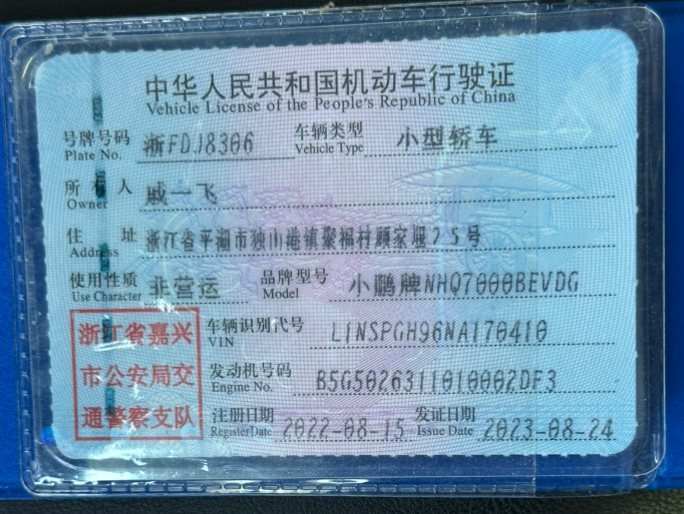 中华人民共和国机动车行驶证
Vehicle License of the People's Republic of China
号牌号码 浙FDJ8306 车辆类型 小型轿车
Plate No. Vehicle Type
所有人 戚一飞
Owner
住址 浙江省平湖市独山港镇聚福村顾家堰25号
Address
使用性质 非营运 品牌型号 小鹏牌NHQ7000BEVDG
Use Character Model
浙江省嘉兴 车辆识别代号 L1NSPGH96NA170410
VIN
市公安局交 发动机号码 B5G5026311010002DF3
Engine No.
通警察支队 注册日期 2022-08-15 发证日期 2023-08-24
RegisterDate Issue Date